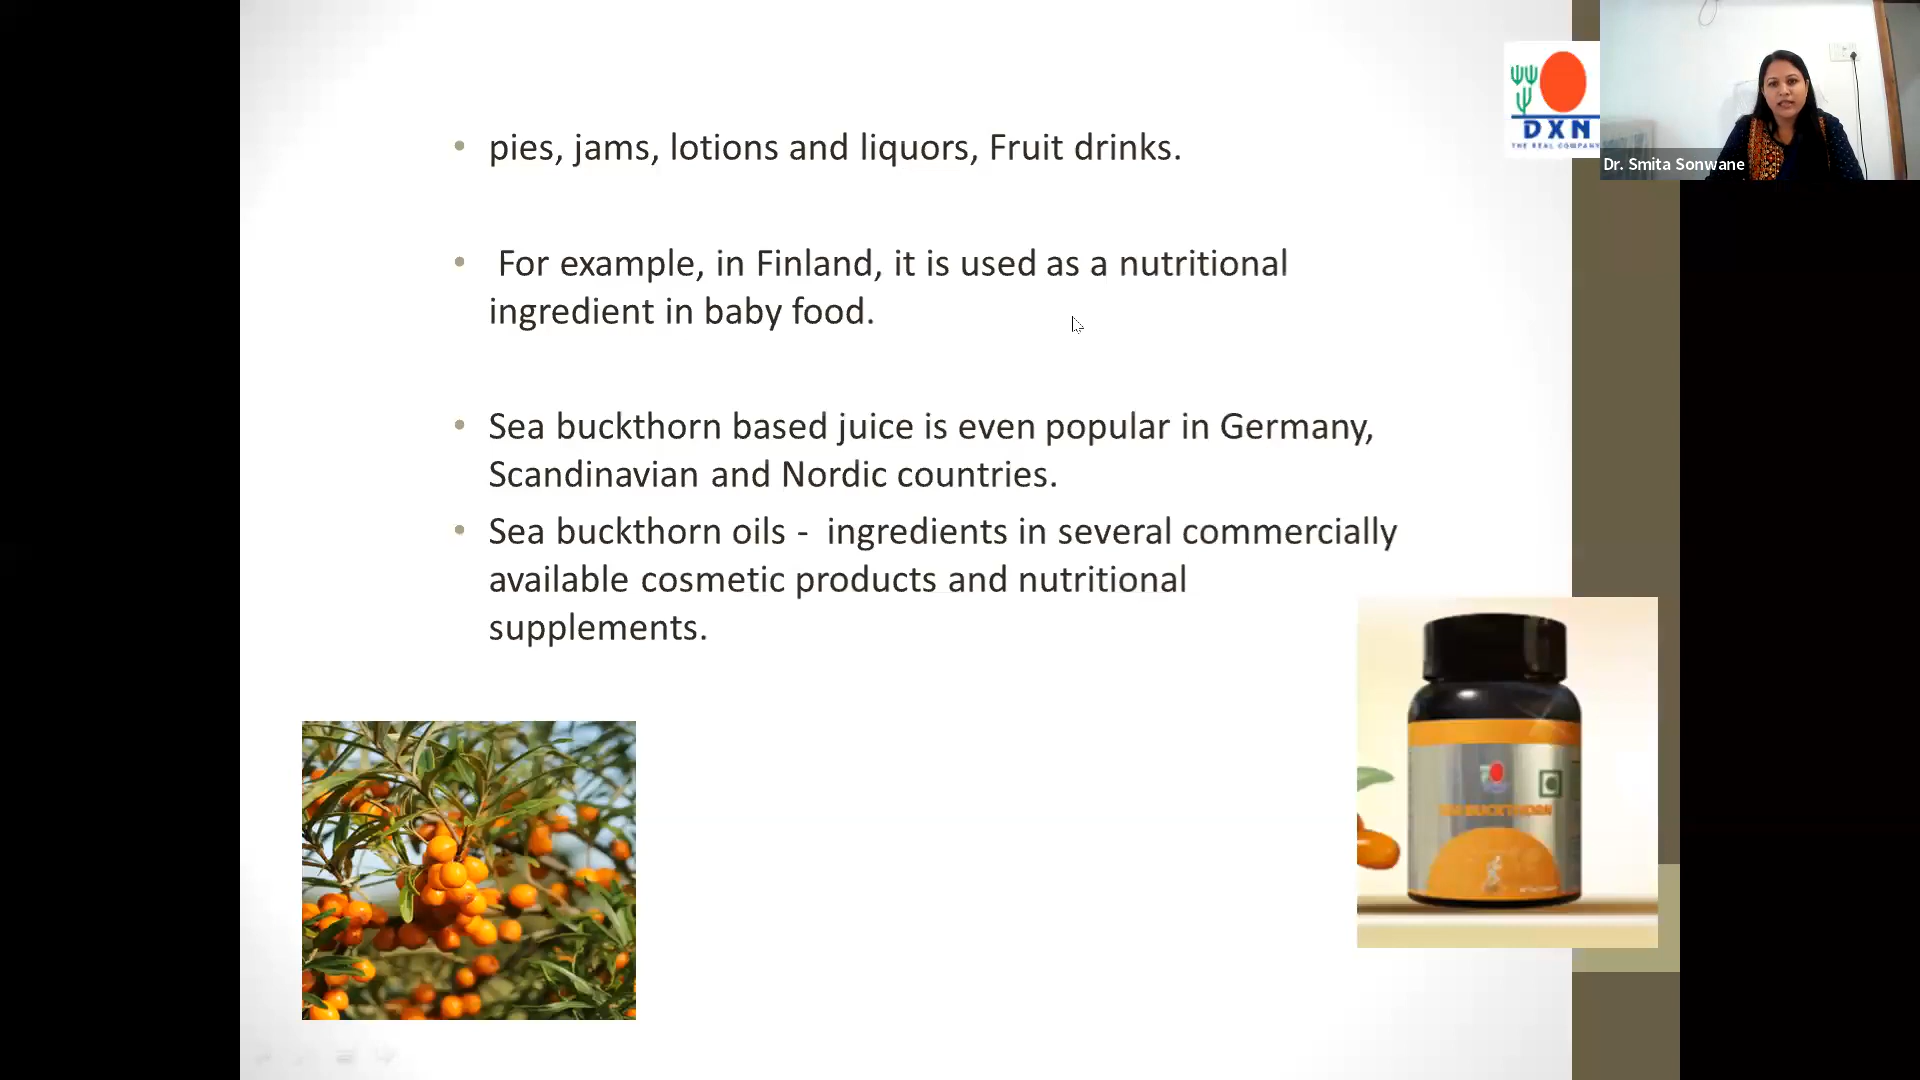 • pies, jams, lotions and liquors, Fruit drinks.
• For example, in Finland, it is used as a nutritional
ingredient in baby food.
• Sea buckthorn based juice is even popular in Germany,
Scandinavian and Nordic countries.
• Sea buckthorn oils - ingredients in several commercially
available cosmetic products and nutritional
supplements.
DXN
THE REAL COMPANY
Dr. Smita Sonwane
SEA BUCKTHORN